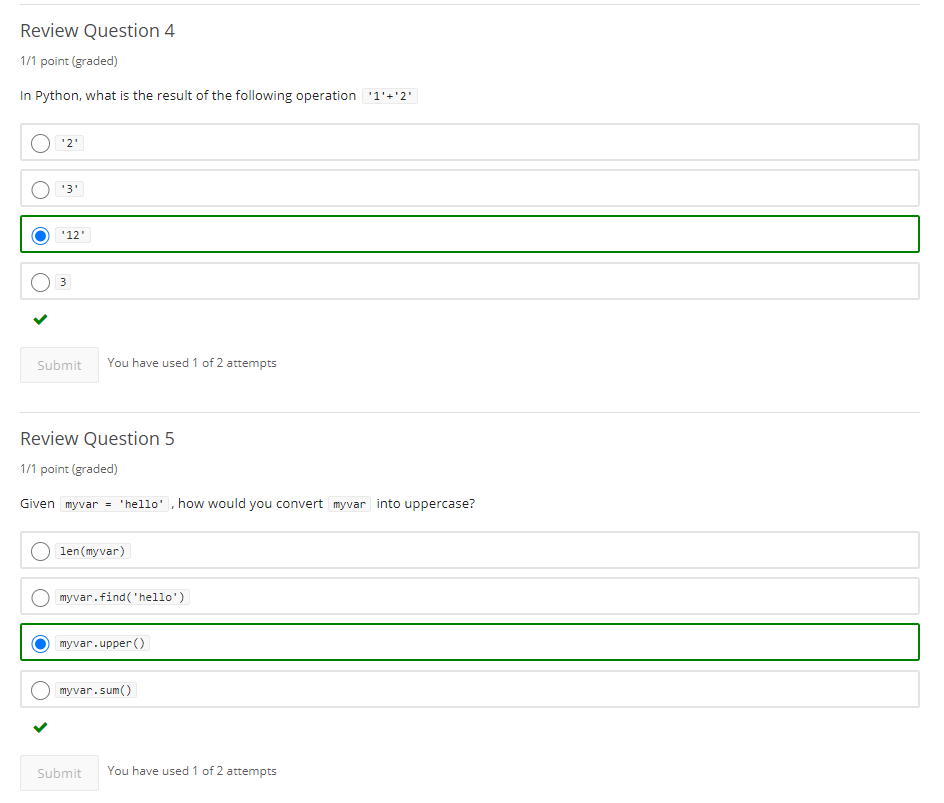 Review Question 4
1/1 point (graded)
In Python, what is the result of the following operation '1'+'2'
'2'
'3'
'12'
3
Submit You have used 1 of 2 attempts
Review Question 5
1/1 point (graded)
Given myvar = 'hello' , how would you convert myvar into uppercase?
len(myvar)
myvar.find('hello')
myvar.upper()
myvar.sum()
Submit You have used 1 of 2 attempts